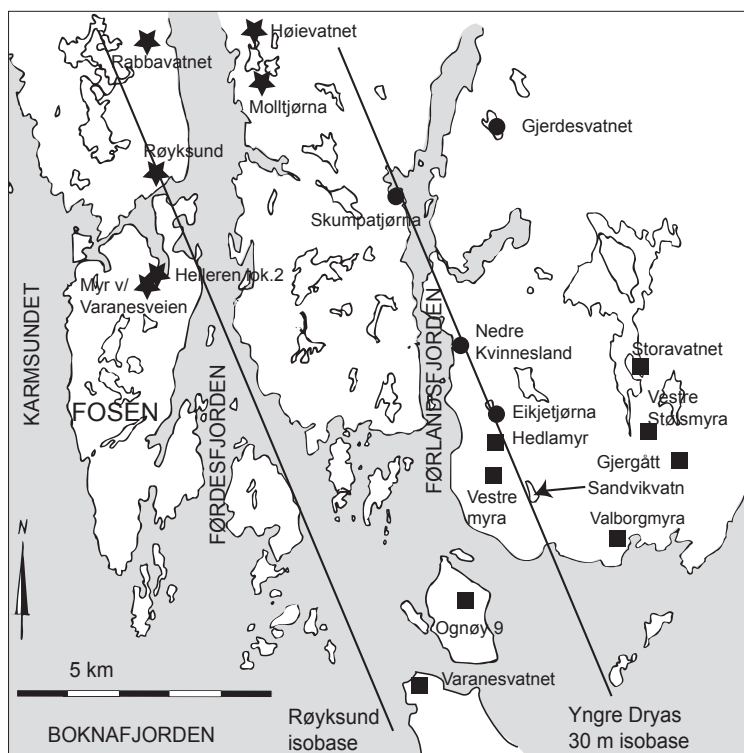 Høievatnet
Rabbavatnet
Molltjørna
Gjerdesvatnet
Røyksund
Skumpatjørna
Helleren lok.2
Myr v/
Varanesveien
KARMSUNDET
FOSEN
FØRDESFJORDEN
FØRLANDSFJORDEN
Nedre
Kvinnesland
Storavatnet
Vestre
Stølsmyra
Eikjetjørna
Hedlamyr
Gjergått
Sandvikvatn
Vestre
myra
Valborgmyra
N
Ognøy 9
5 km
Varanesvatnet
BOKNAFJORDEN
Røyksund
isobase
Yngre Dryas
30 m isobase